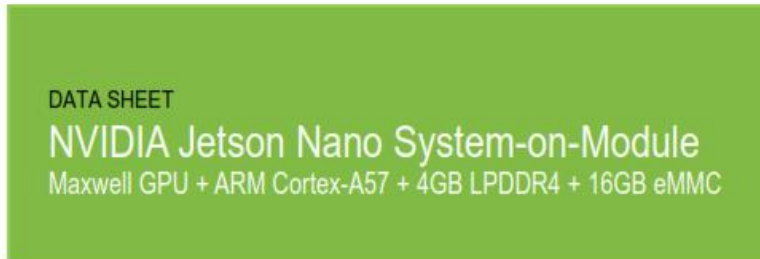 DATA SHEET
NVIDIA Jetson Nano System-on-Module
Maxwell GPU + ARM Cortex-A57 + 4GB LPDDR4 + 16GB eMMC